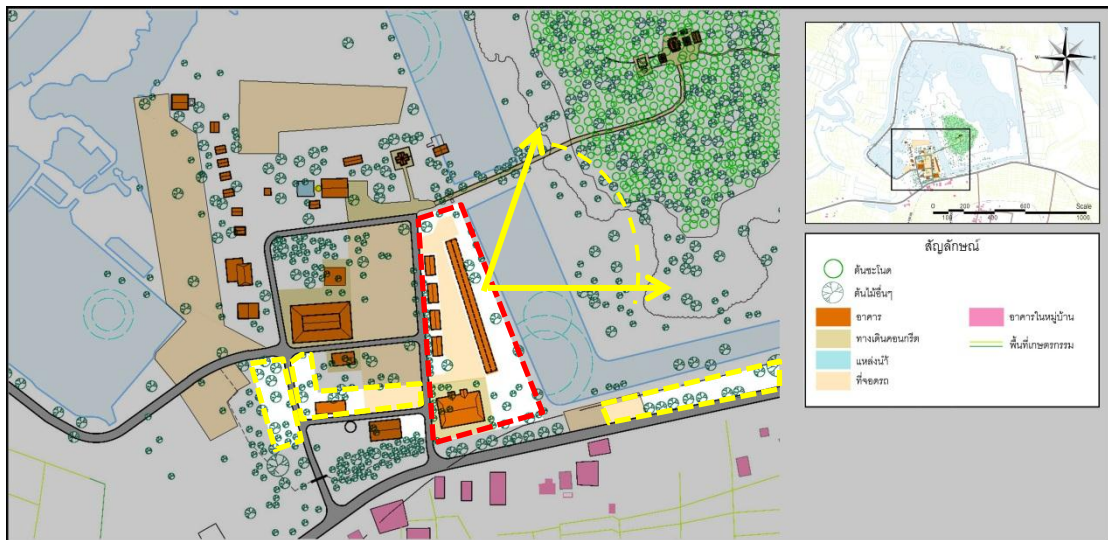 N
W
E
S
0
200
600
Scale
100
400
1000
สัญลักษณ์
ต้นชะโนด
ต้นไม้อื่นๆ
อาคาร
ทางเดินคอนกรีต
แหล่งน้ำ
ที่จอดรถ
อาคารในหมู่บ้าน
พื้นที่เกษตรกรรม